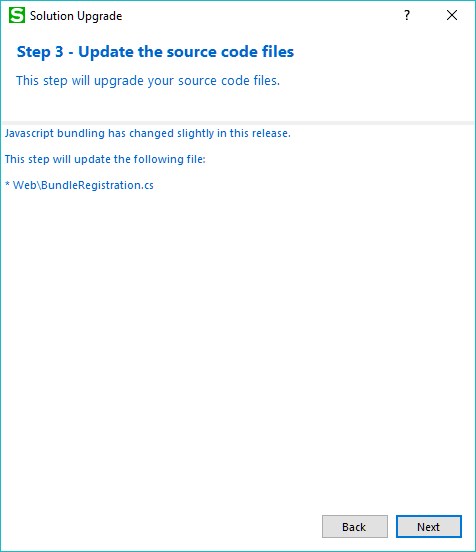 Solution Upgrade
?
Step 3 - Update the source code files
This step will upgrade your source code files.
Javascript bundling has changed slightly in this release.
This step will update the following file:
* Web\BundleRegistration.cs
Back
Next